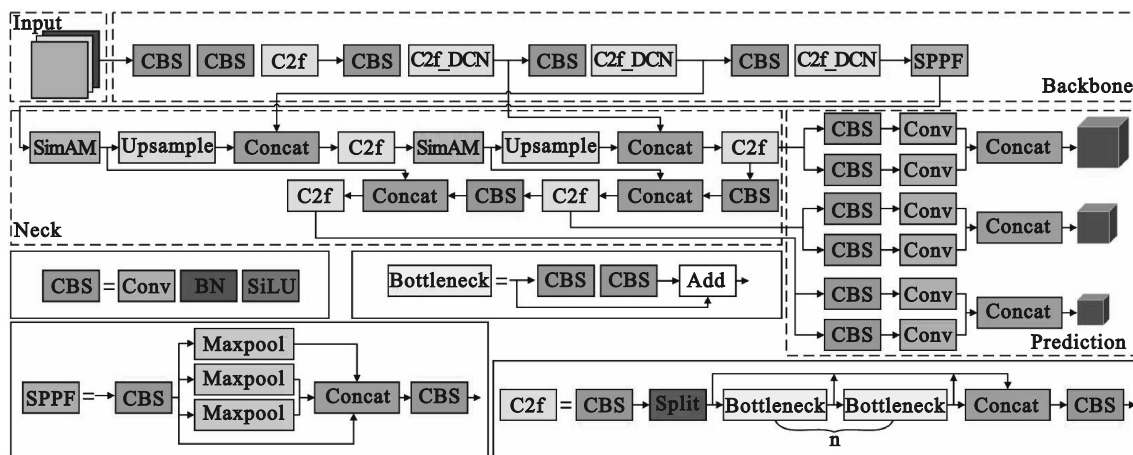 Input
CBS CBS C2f CBS C2f_DCN CBS C2f_DCN CBS C2f_DCN SPPF
Backbone
SimAM Upsample Concat C2f SimAM Upsample Concat C2f
C2f Concat CBS C2f Concat CBS
Neck
CBS Conv
Concat
CBS Conv
CBS Conv
Concat
CBS Conv
CBS Conv
Concat
CBS Conv
Prediction
CBS = Conv BN SiLU
Bottleneck = CBS CBS Add
Maxpool
SPPF = CBS Maxpool Concat CBS
Maxpool
C2f = CBS Split Bottleneck Bottleneck Concat CBS
n